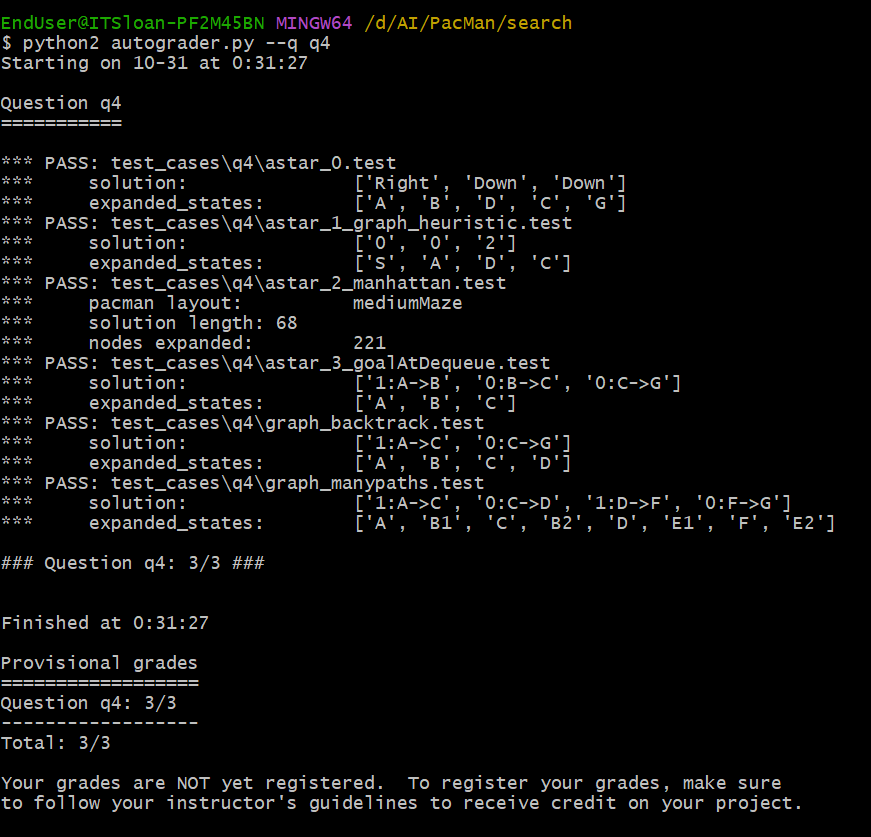 EndUser@ITSloan-PF2M45BN MINGW64 /d/AI/PacMan/search
$ python2 autograder.py --q q4
Starting on 10-31 at 0:31:27
Question q4
===========
*** PASS: test_cases\q4\astar_0.test
***     solution:               ['Right', 'Down', 'Down']
***     expanded_states:        ['A', 'B', 'D', 'C', 'G']
*** PASS: test_cases\q4\astar_1_graph_heuristic.test
***     solution:               ['0', '0', '2']
***     expanded_states:        ['S', 'A', 'D', 'C']
*** PASS: test_cases\q4\astar_2_manhattan.test
***     pacman layout:          mediumMaze
***     solution length: 68
***     nodes expanded:         221
*** PASS: test_cases\q4\astar_3_goalAtDequeue.test
***     solution:               ['1:A->B', '0:B->C', '0:C->G']
***     expanded_states:        ['A', 'B', 'C']
*** PASS: test_cases\q4\graph_backtrack.test
***     solution:               ['1:A->C', '0:C->G']
***     expanded_states:        ['A', 'B', 'C', 'D']
*** PASS: test_cases\q4\graph_manypaths.test
***     solution:               ['1:A->C', '0:C->D', '1:D->F', '0:F->G']
***     expanded_states:        ['A', 'B1', 'C', 'B2', 'D', 'E1', 'F', 'E2']
### Question q4: 3/3 ###
Finished at 0:31:27
Provisional grades
==================
Question q4: 3/3
------------------
Total: 3/3
Your grades are NOT yet registered.  To register your grades, make sure
to follow your instructor's guidelines to receive credit on your project.